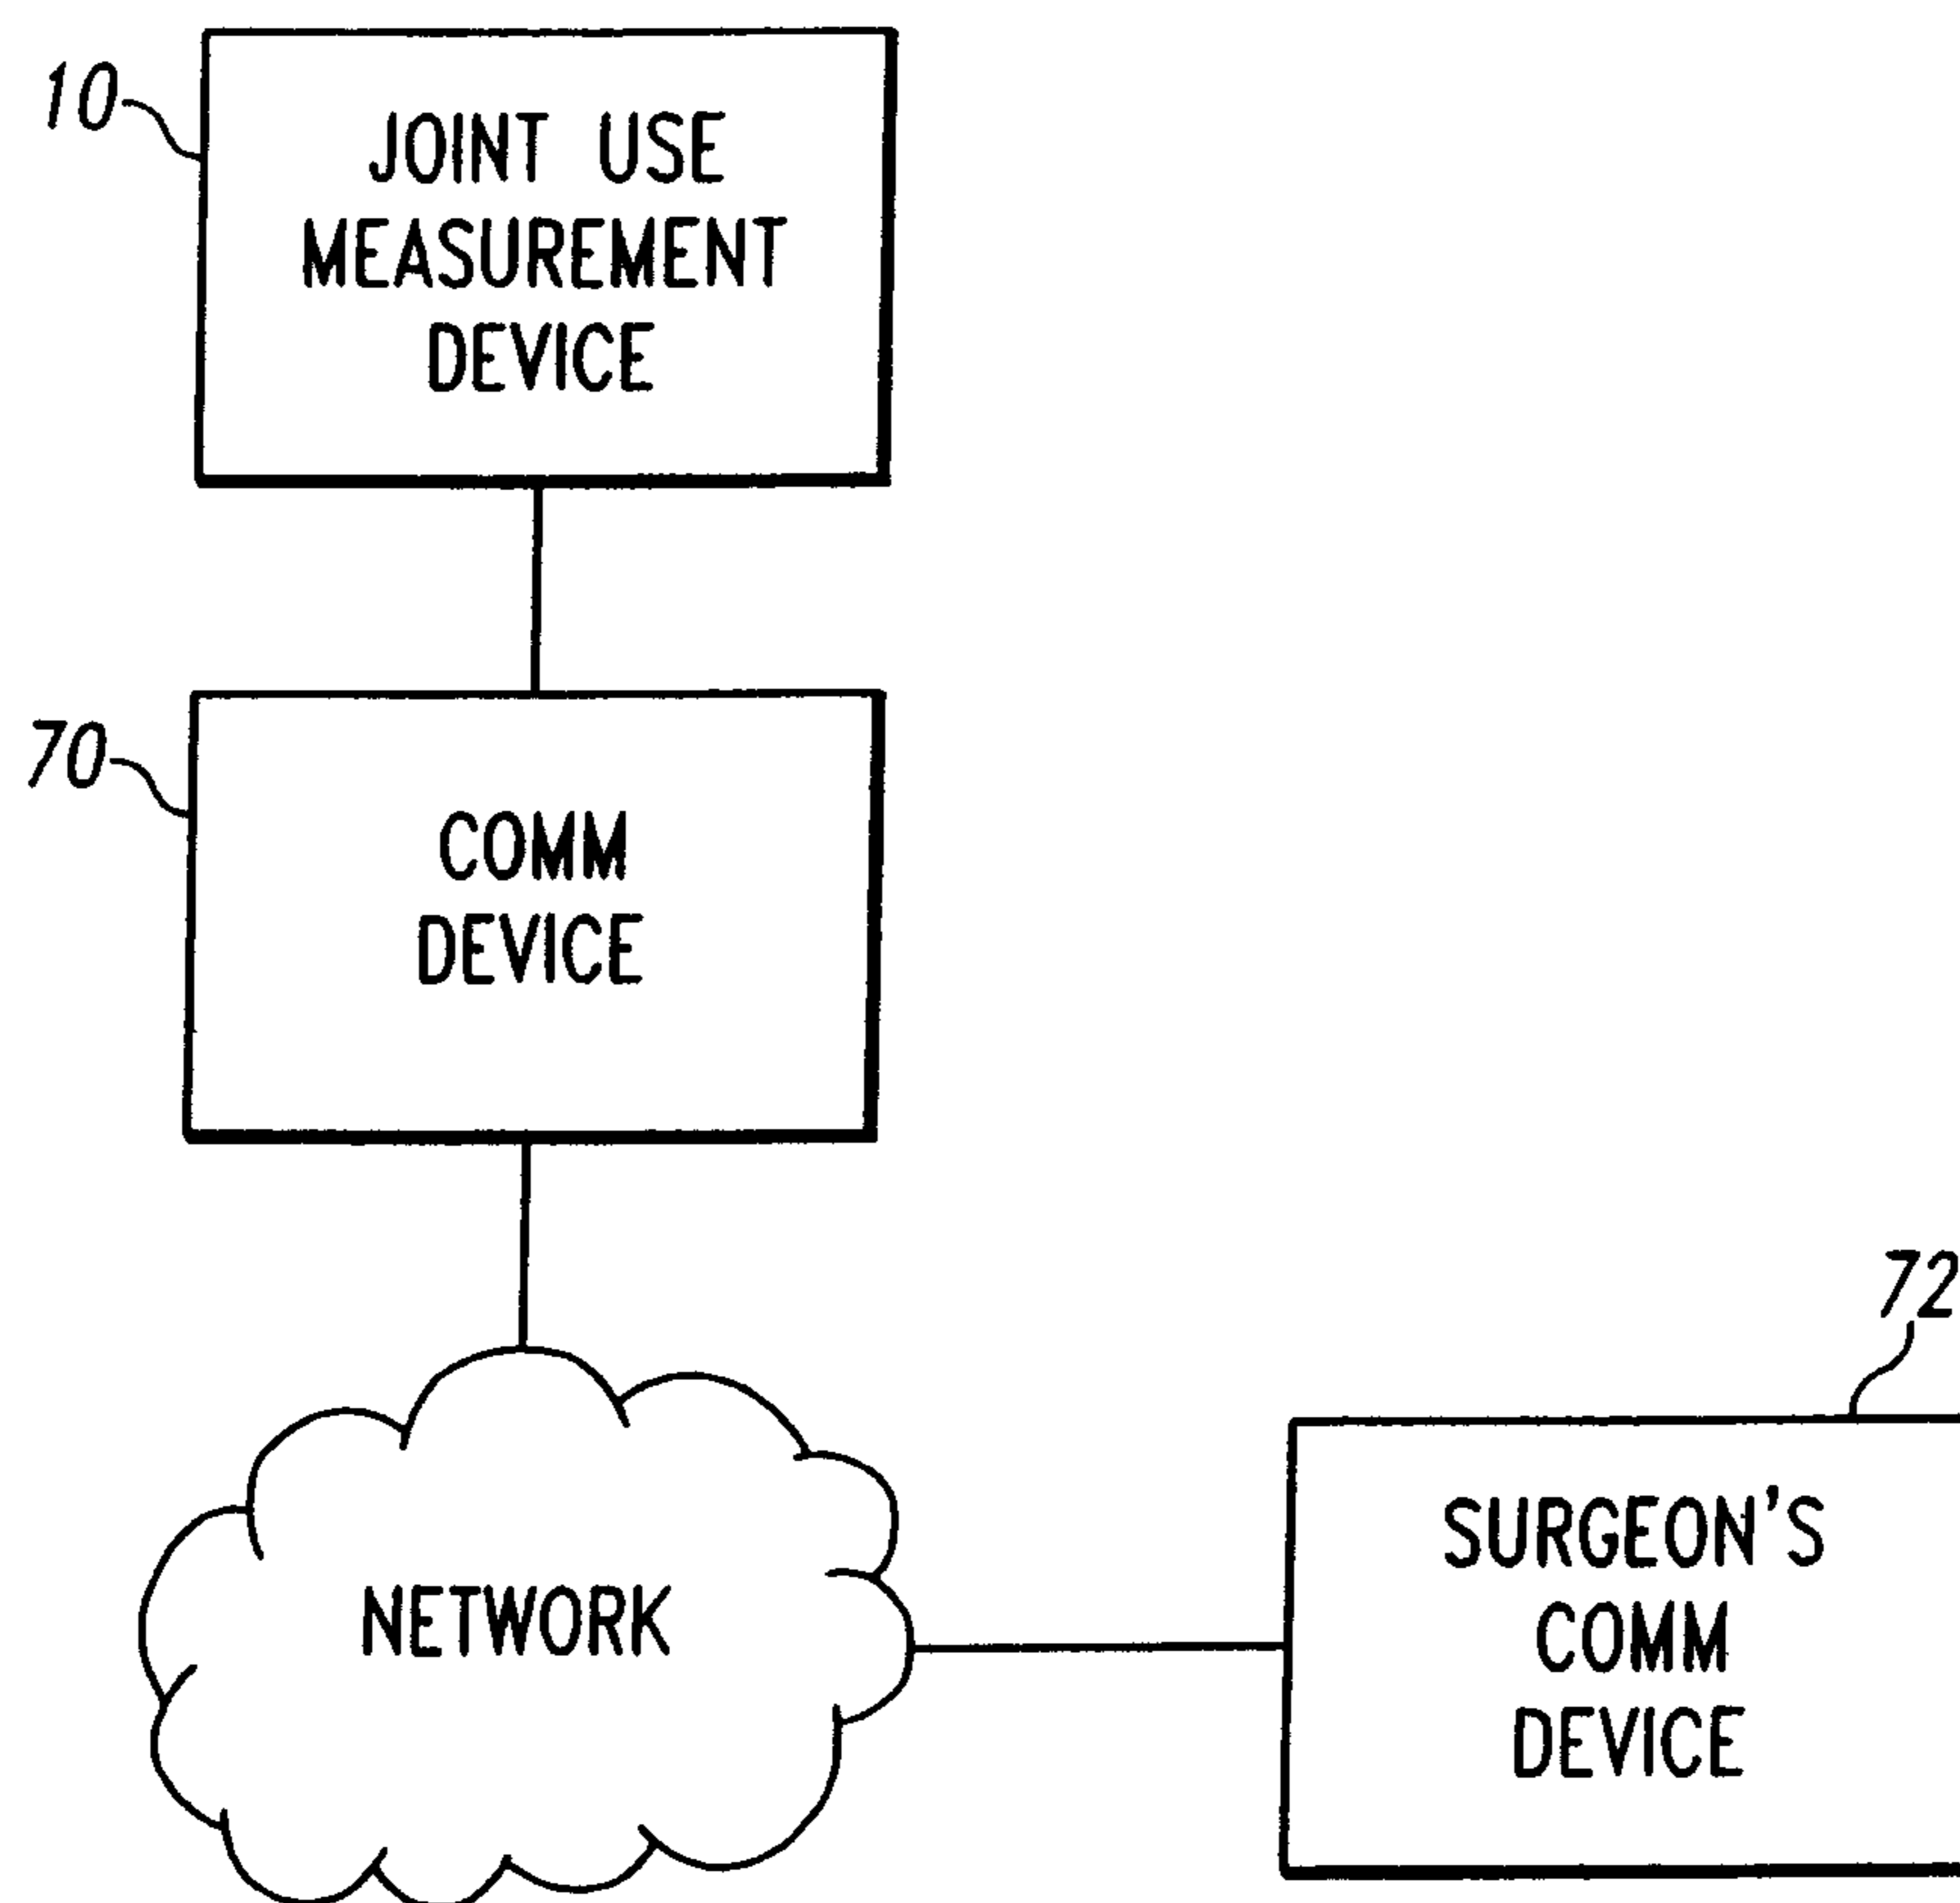 10
JOINT USE
MEASUREMENT
DEVICE
70
COMM
DEVICE
72
SURGEON'S
COMM
DEVICE
NETWORK